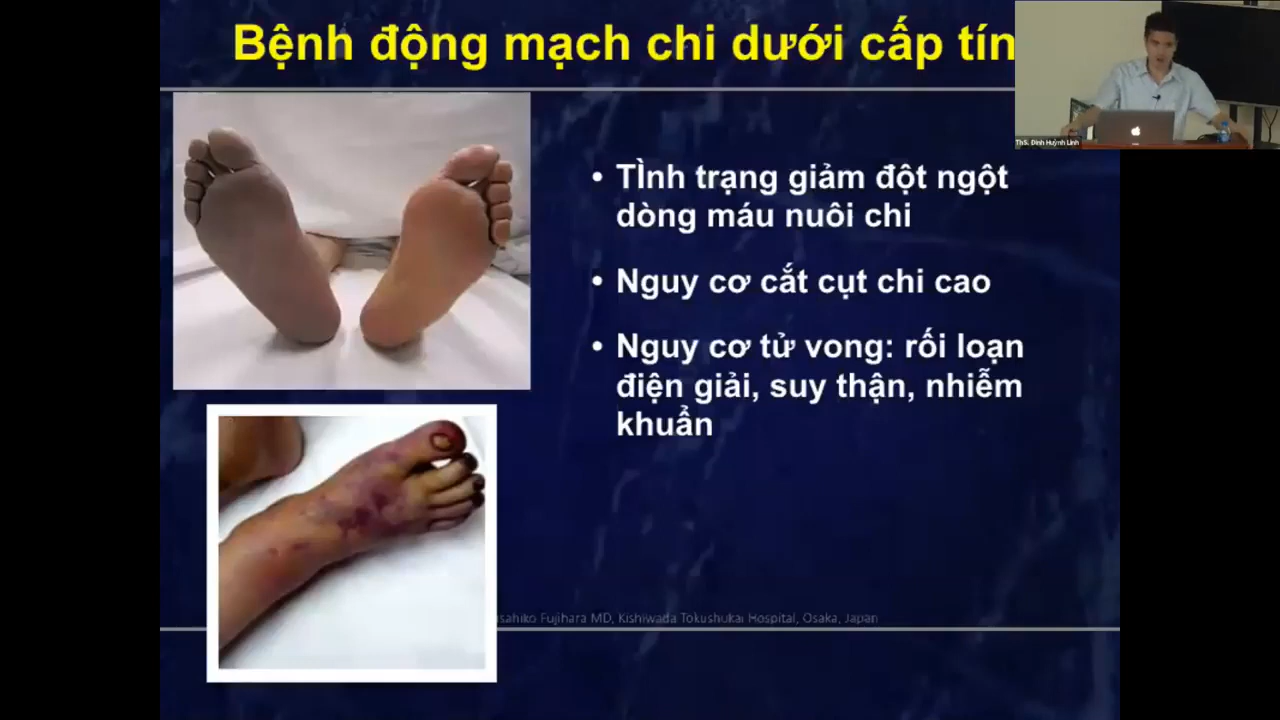 Bệnh động mạch chi dưới cấp tín
ThS. Đinh Huỳnh Linh
• TÌnh trạng giảm đột ngột
dòng máu nuôi chi
• Nguy cơ cắt cụt chi cao
• Nguy cơ tử vong: rối loạn
điện giải, suy thận, nhiễm
khuẩn
usahiko Fujihara MD, Kishiwada Tokushukai Hospital, Osaka, Japan